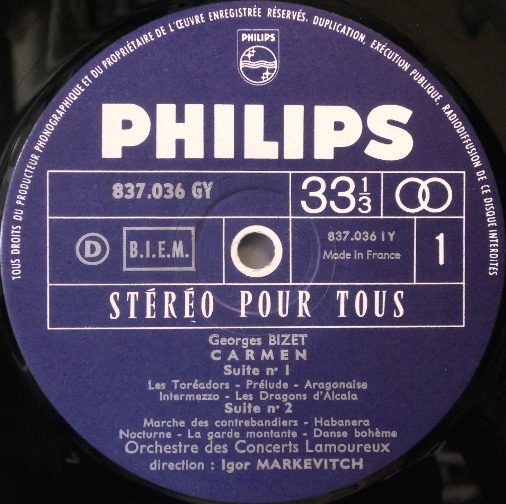 TOUS DROITS DU PRODUCTEUR PHONOGRAPHIQUE ET DU PROPRIÉTAIRE DE L'ŒUVRE ENREGISTRÉE RÉSERVÉS. DUPLICATION, EXÉCUTION PUBLIQUE, RADIODIFFUSION DE CE DISQUE INTERDITES
PHILIPS
PHILIPS
837.036 GY
33 1/3
D
B.I.E.M.
837.036 1 Y
Made in France
1
STÉRÉO POUR TOUS
Georges BIZET
CARMEN
Suite n° 1
Les Toréadors - Prélude - Aragonaise
Intermezzo - Les Dragons d'Alcala
Suite n° 2
Marche des contrebandiers - Habanera
Nocturne - La garde montante - Danse bohème
Orchestre des Concerts Lamoureux
direction : Igor MARKEVITCH